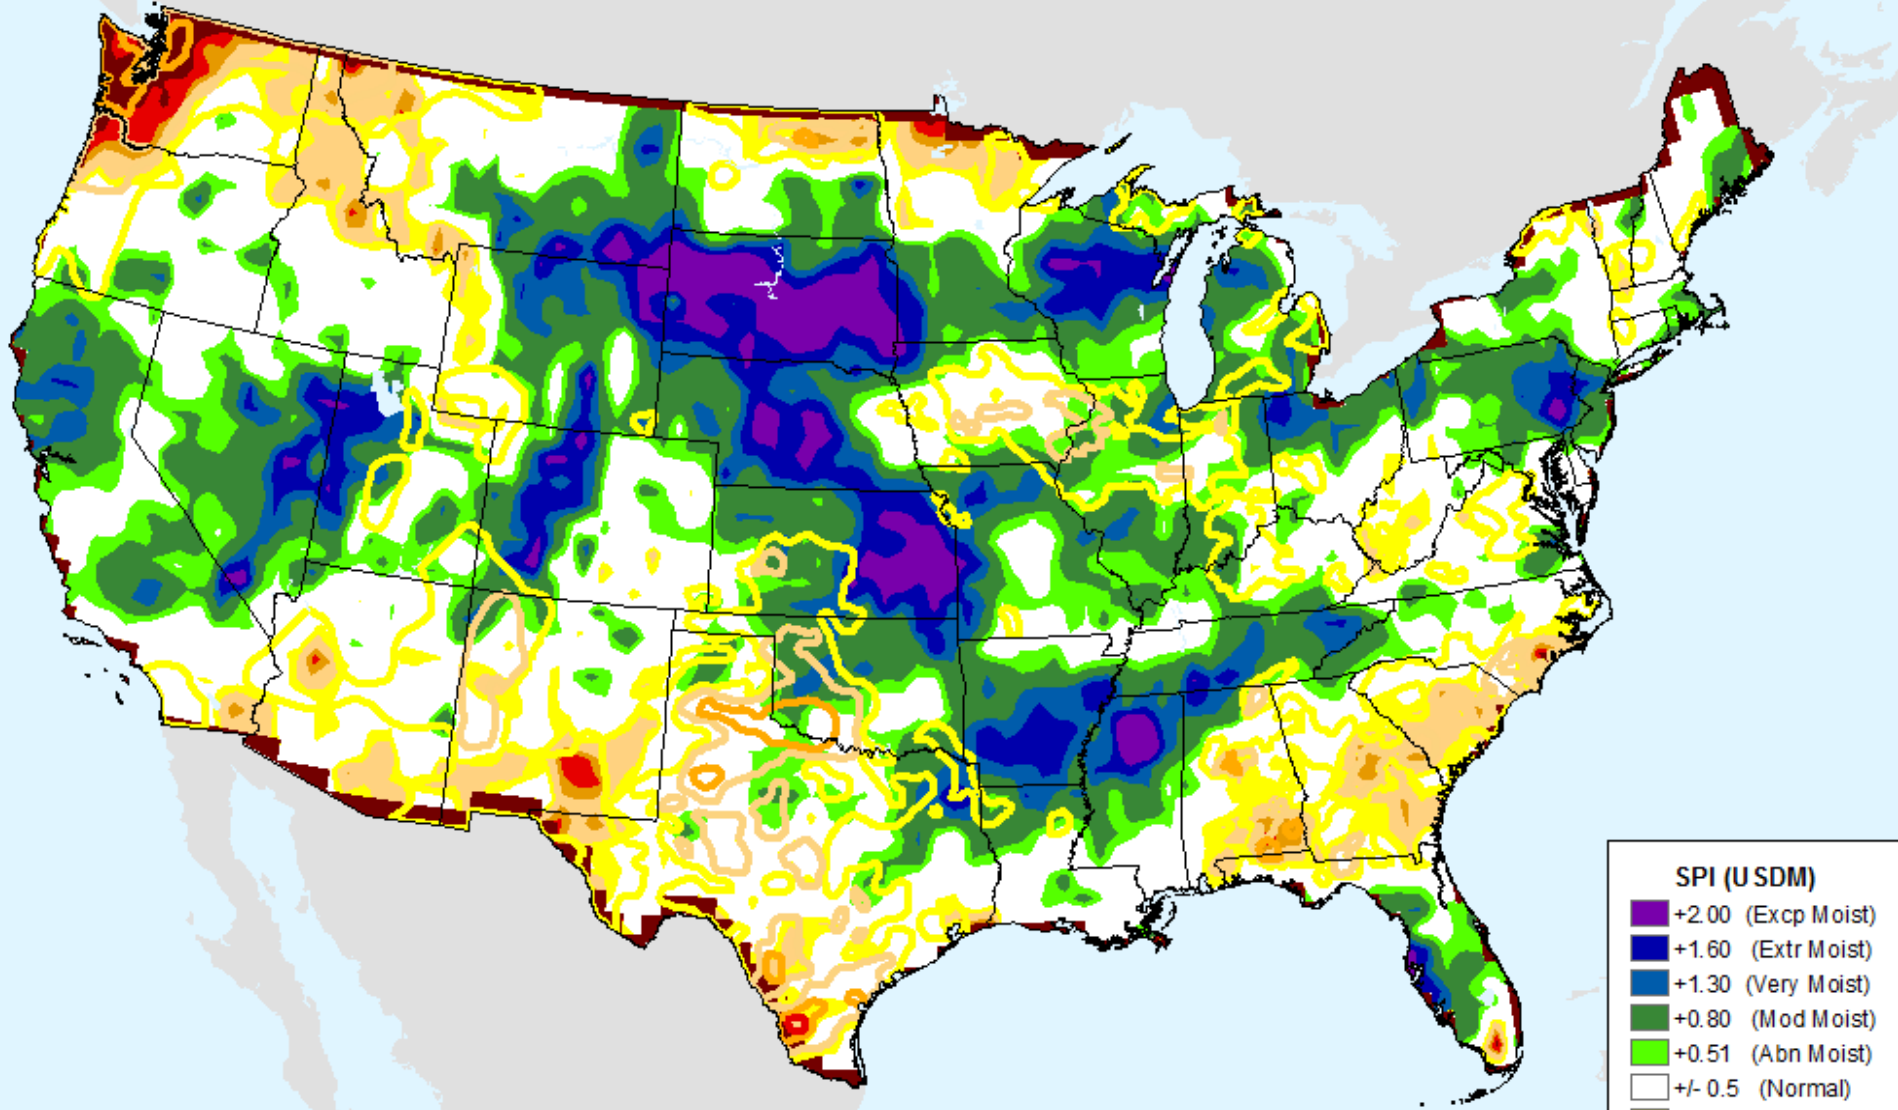 SPI (USDM)
+2.00 (Excp Moist)
+1.60 (Extr Moist)
+1.30 (Very Moist)
+0.80 (Mod Moist)
+0.51 (Abn Moist)
+/- 0.5 (Normal)